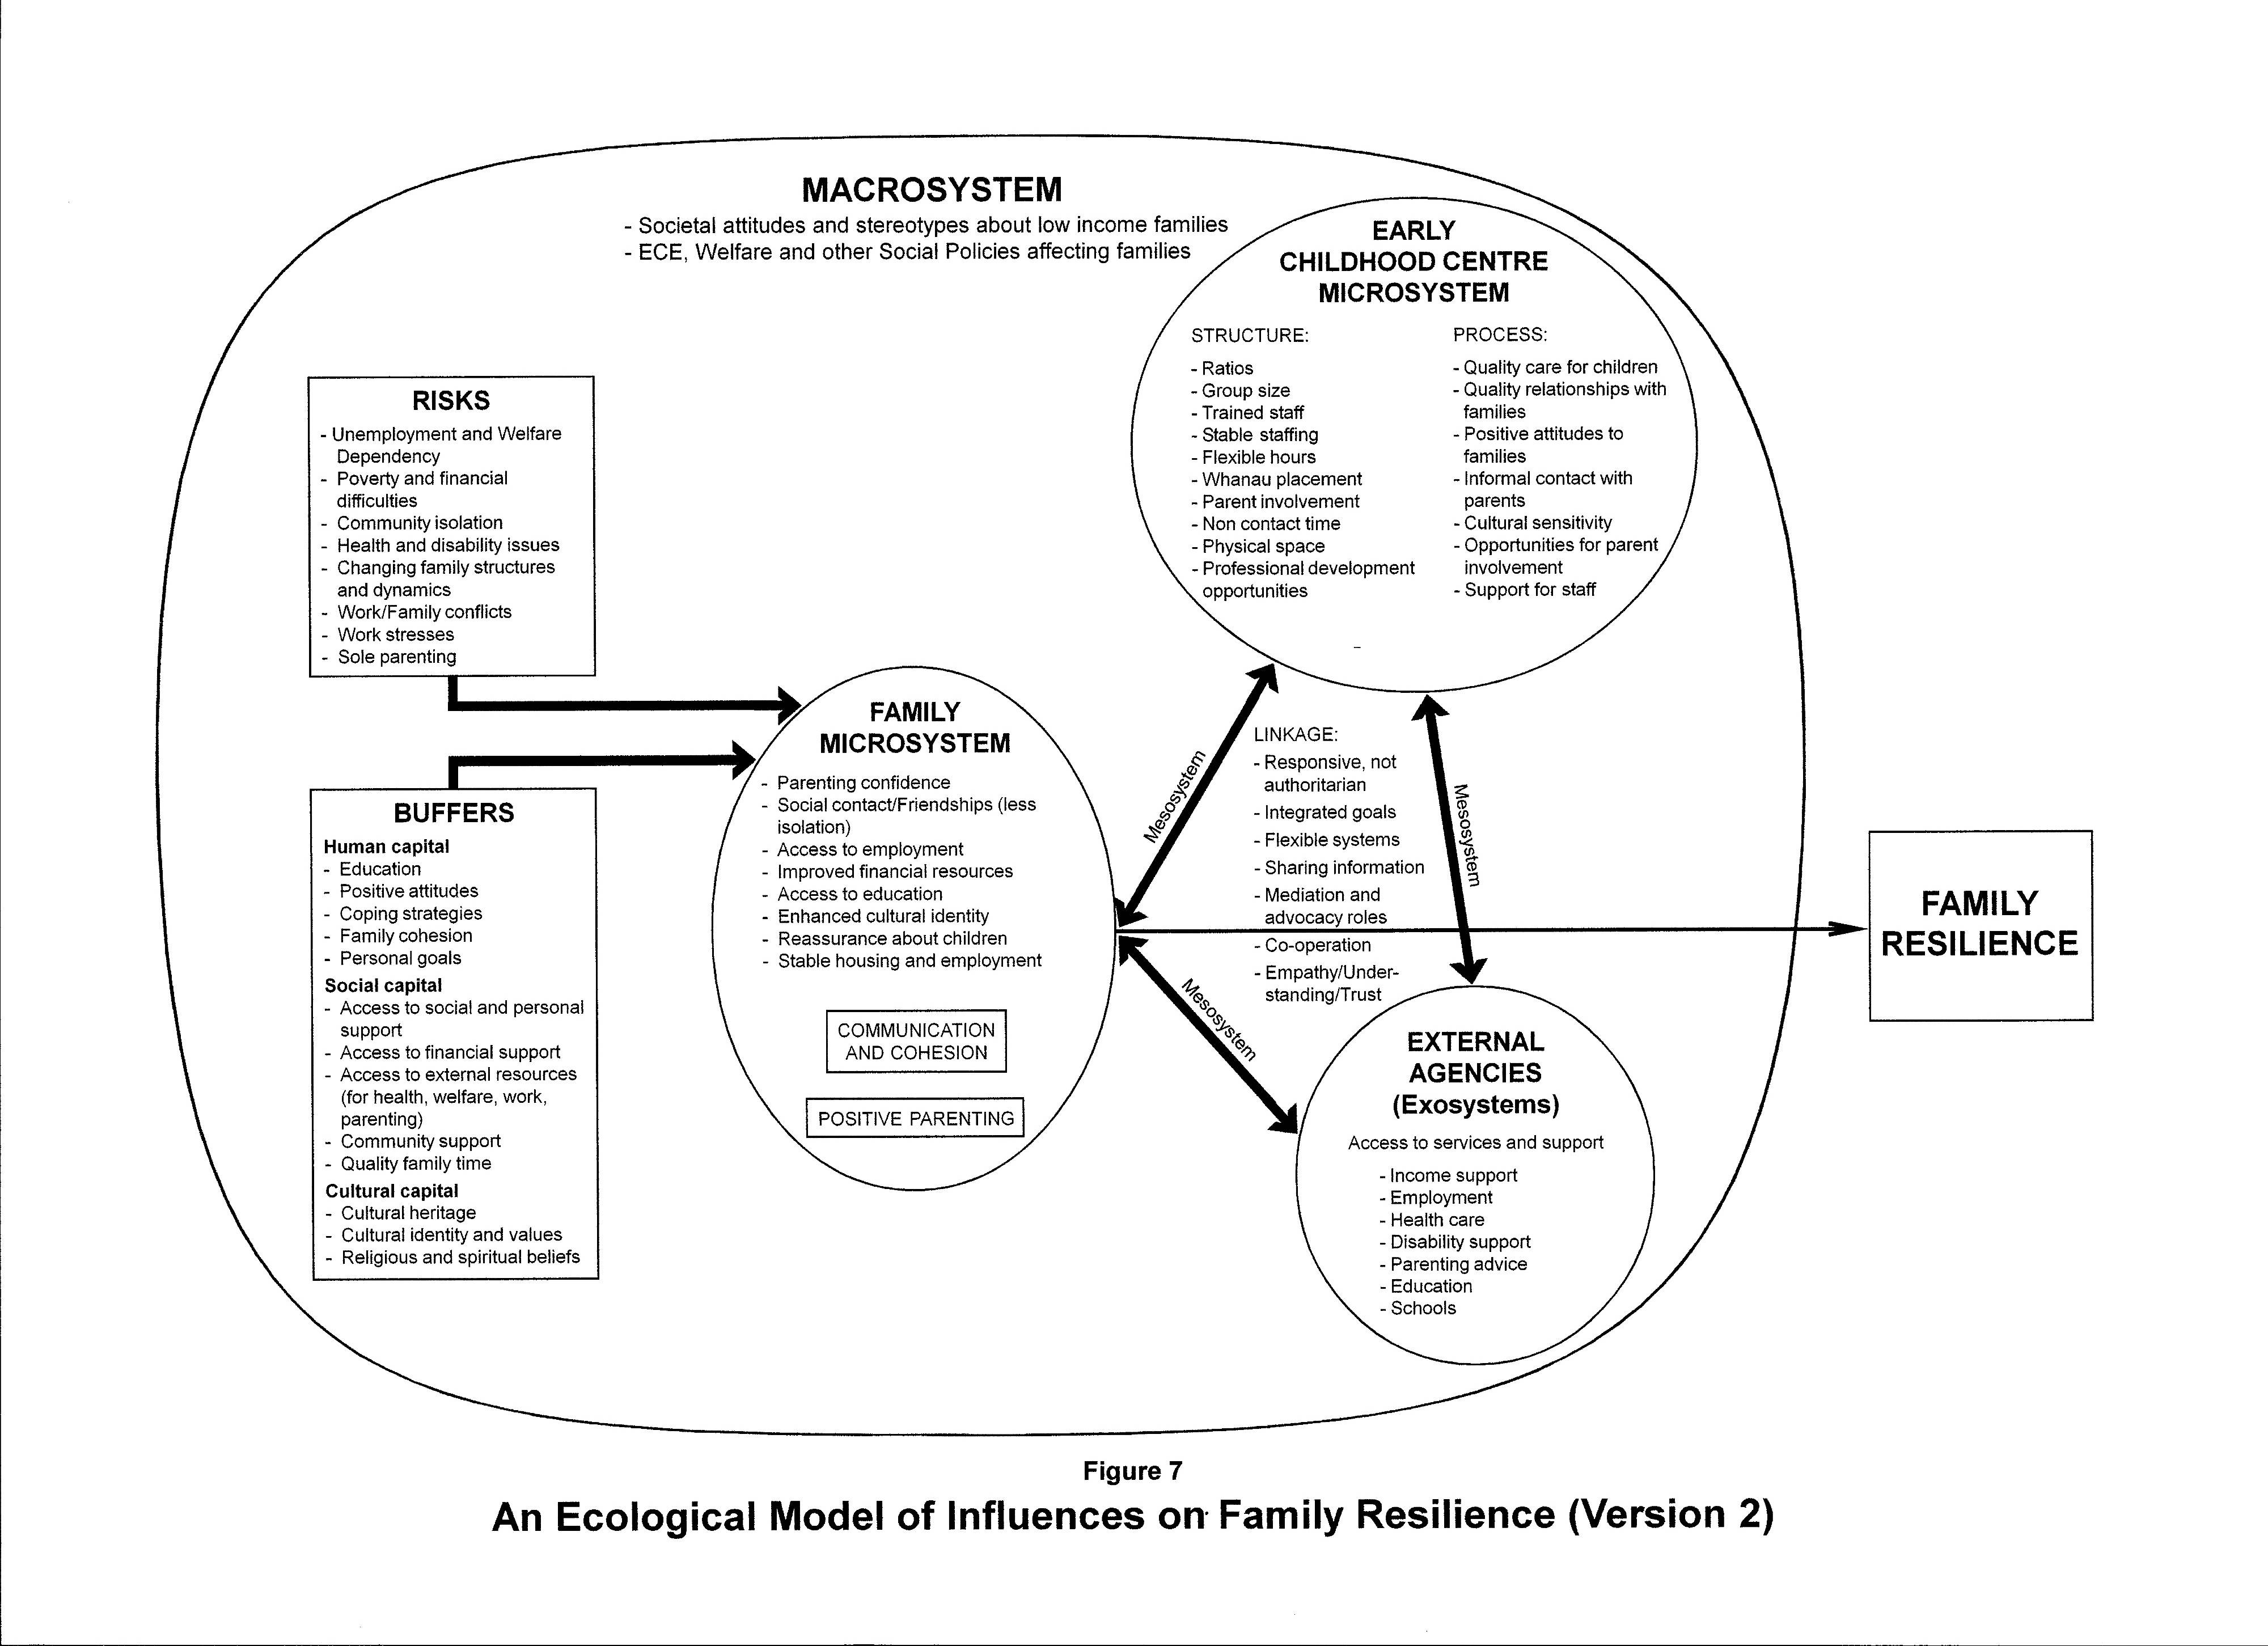 MACROSYSTEM
- Societal attitudes and stereotypes about low income families
- ECE, Welfare and other Social Policies affecting families
EARLY
CHILDHOOD CENTRE
MICROSYSTEM
STRUCTURE:
- Ratios
- Group size
- Trained staff
- Stable staffing
- Flexible hours
- Whanau placement
- Parent involvement
- Non contact time
- Physical space
- Professional development
opportunities
PROCESS:
- Quality care for children
- Quality relationships with
families
- Positive attitudes to
families
- Informal contact with
parents
- Cultural sensitivity
- Opportunities for parent
involvement
- Support for staff
RISKS
- Unemployment and Welfare
Dependency
- Poverty and financial
difficulties
- Community isolation
- Health and disability issues
- Changing family structures
and dynamics
- Work/Family conflicts
- Work stresses
- Sole parenting
BUFFERS
Human capital
- Education
- Positive attitudes
- Coping strategies
- Family cohesion
- Personal goals
Social capital
- Access to social and personal
support
- Access to financial support
- Access to external resources
(for health, welfare, work,
parenting)
- Community support
- Quality family time
Cultural capital
- Cultural heritage
- Cultural identity and values
- Religious and spiritual beliefs
FAMILY
MICROSYSTEM
- Parenting confidence
- Social contact/Friendships (less
isolation)
- Access to employment
- Improved financial resources
- Access to education
- Enhanced cultural identity
- Reassurance about children
- Stable housing and employment
COMMUNICATION
AND COHESION
POSITIVE PARENTING
Mesosystem
LINKAGE:
- Responsive, not
authoritarian
- Integrated goals
- Flexible systems
- Sharing information
- Mediation and
advocacy roles
- Co-operation
- Empathy/Under-
standing/Trust
Mesosystem
Mesosystem
EXTERNAL
AGENCIES
(Exosystems)
Access to services and support
- Income support
- Employment
- Health care
- Disability support
- Parenting advice
- Education
- Schools
FAMILY
RESILIENCE
Figure 7
An Ecological Model of Influences on Family Resilience (Version 2)